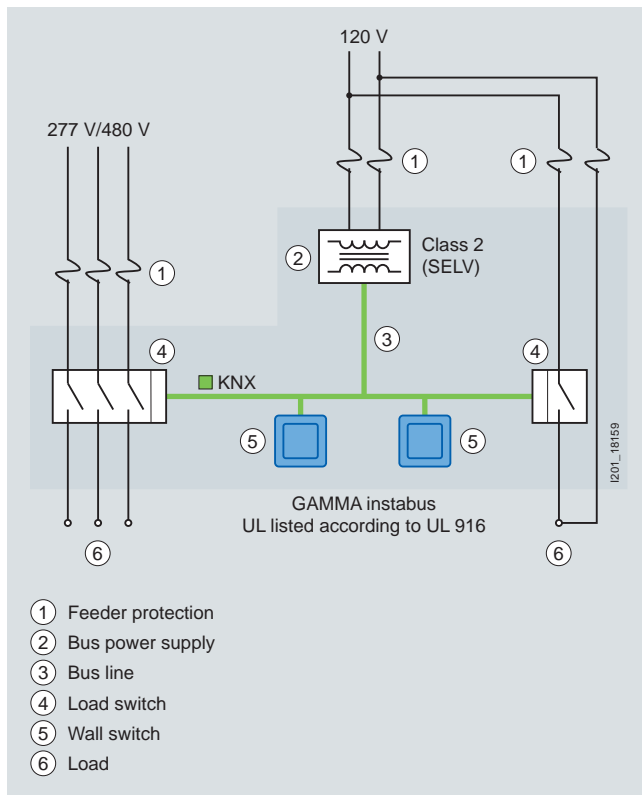 120 V
277 V/480 V
1
1
1
2
Class 2
(SELV)
3
4
4
KNX
5
5
I201_18159
GAMMA instabus
UL listed according to UL 916
6
6
1 Feeder protection
2 Bus power supply
3 Bus line
4 Load switch
5 Wall switch
6 Load